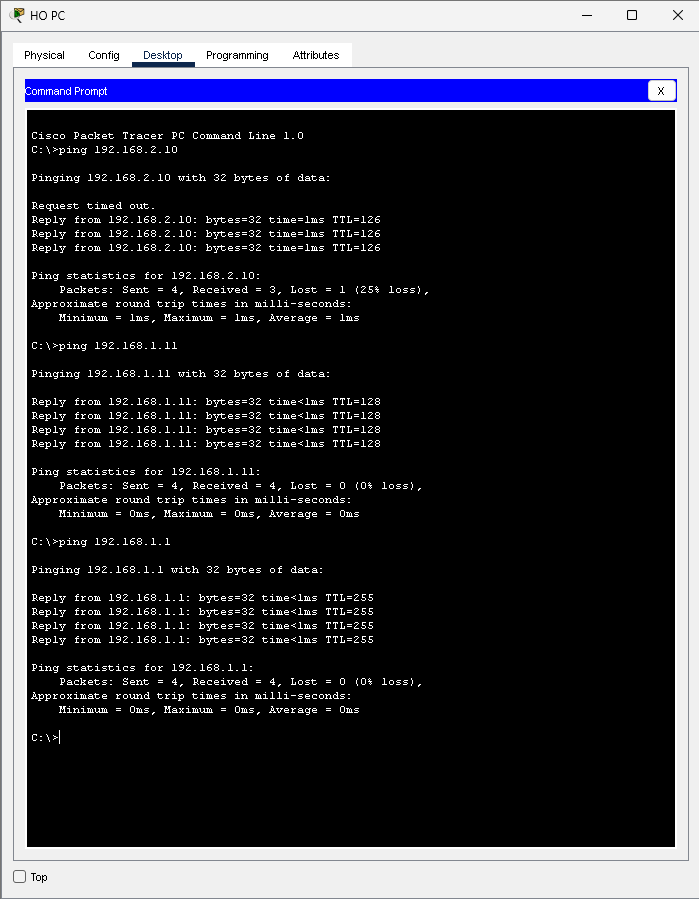 HO PC
Physical Config Desktop Programming Attributes
Command Prompt X
Cisco Packet Tracer PC Command Line 1.0
C:\>ping 192.168.2.10
Pinging 192.168.2.10 with 32 bytes of data:
Request timed out.
Reply from 192.168.2.10: bytes=32 time=1ms TTL=126
Reply from 192.168.2.10: bytes=32 time=1ms TTL=126
Reply from 192.168.2.10: bytes=32 time=1ms TTL=126
Ping statistics for 192.168.2.10:
    Packets: Sent = 4, Received = 3, Lost = 1 (25% loss),
Approximate round trip times in milli-seconds:
    Minimum = 1ms, Maximum = 1ms, Average = 1ms
C:\>ping 192.168.1.11
Pinging 192.168.1.11 with 32 bytes of data:
Reply from 192.168.1.11: bytes=32 time<1ms TTL=128
Reply from 192.168.1.11: bytes=32 time<1ms TTL=128
Reply from 192.168.1.11: bytes=32 time<1ms TTL=128
Reply from 192.168.1.11: bytes=32 time<1ms TTL=128
Ping statistics for 192.168.1.11:
    Packets: Sent = 4, Received = 4, Lost = 0 (0% loss),
Approximate round trip times in milli-seconds:
    Minimum = 0ms, Maximum = 0ms, Average = 0ms
C:\>ping 192.168.1.1
Pinging 192.168.1.1 with 32 bytes of data:
Reply from 192.168.1.1: bytes=32 time<1ms TTL=255
Reply from 192.168.1.1: bytes=32 time<1ms TTL=255
Reply from 192.168.1.1: bytes=32 time<1ms TTL=255
Reply from 192.168.1.1: bytes=32 time<1ms TTL=255
Ping statistics for 192.168.1.1:
    Packets: Sent = 4, Received = 4, Lost = 0 (0% loss),
Approximate round trip times in milli-seconds:
    Minimum = 0ms, Maximum = 0ms, Average = 0ms
C:\>
Top